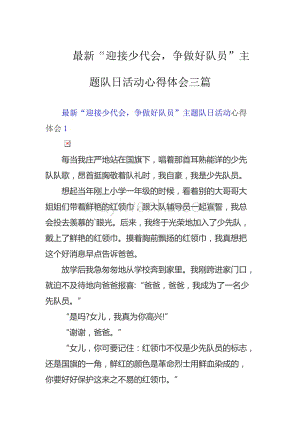 最新“迎接少代会，争做好队员”主
题队日活动心得体会三篇
最新“迎接少代会，争做好队员”主题队日活动心得
体会1
每当我庄严地站在国旗下，唱着那首耳熟能详的少先
队队歌，昂首挺胸敬着队礼时，我自豪，我是少先队员。
想起当年刚上小学一年级的时候，看到别的大哥哥大
姐姐们带着鲜艳的红领巾，跟大队辅导员一起宣誓，我总
会投去羡慕的“眼光。后来，我终于光荣地加入了少先队，
戴上了鲜艳的红领巾。摸着胸前飘扬的红领巾，我真想把
这个好消息早点告诉爸爸。
放学后我急匆匆地从学校奔到家里。我刚跨进家门口，
就迫不及待地向爸爸报喜：“爸爸，爸爸，我成为了一名少
先队员。”
“是吗?女儿，我真为你高兴!”
“谢谢，爸爸。”
“女儿，你可要记住：红领巾不仅是少先队员的标志，
还是国旗的一角，鲜红的颜色是革命烈士用鲜血染成的，
你要好好保护这来之不易的红领巾。”